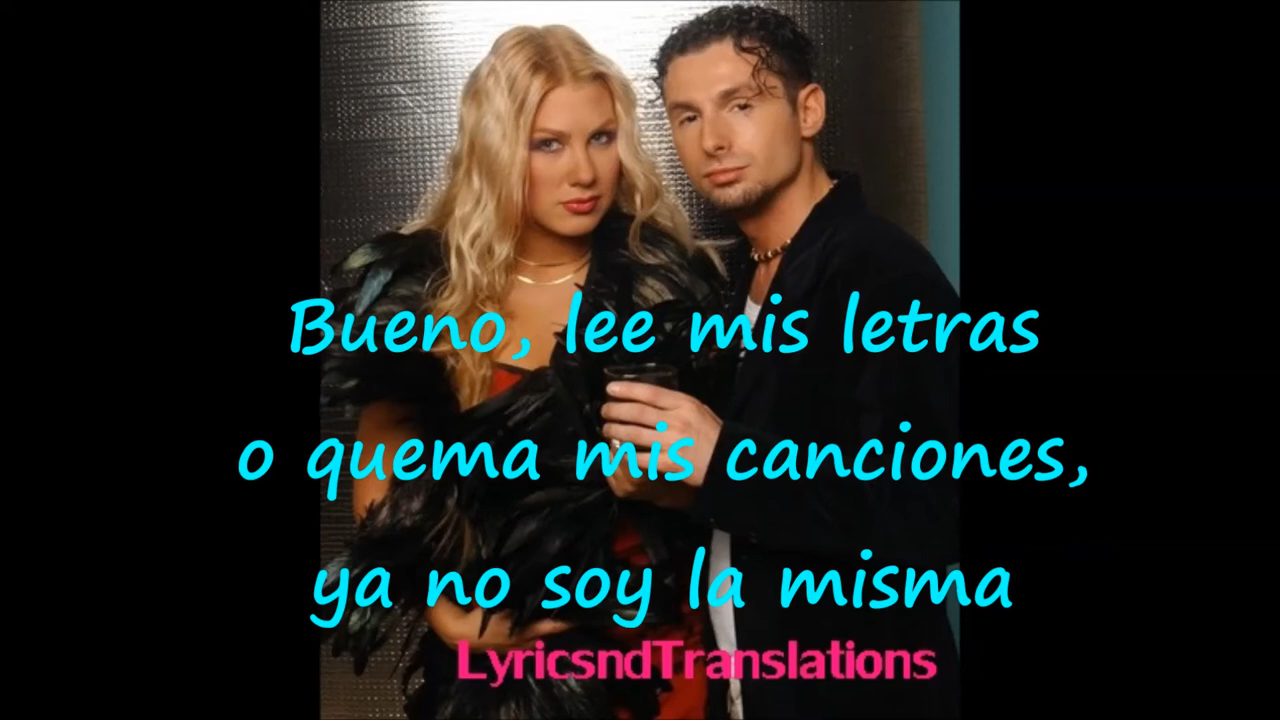 Bueno, lee mis letras
o quema mis canciones,
ya no soy la misma
LyricsndTranslations